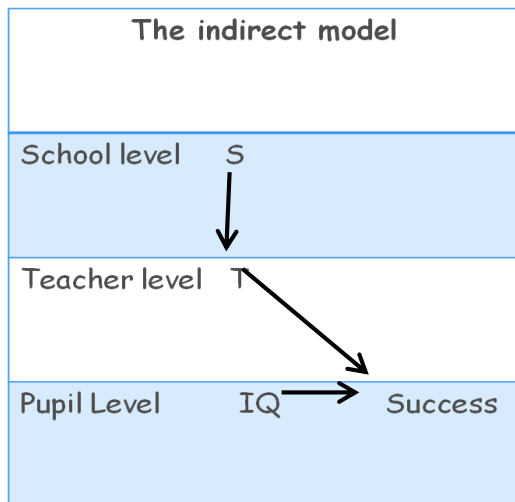 The indirect model
School level S
Teacher level T
Pupil Level IQ Success